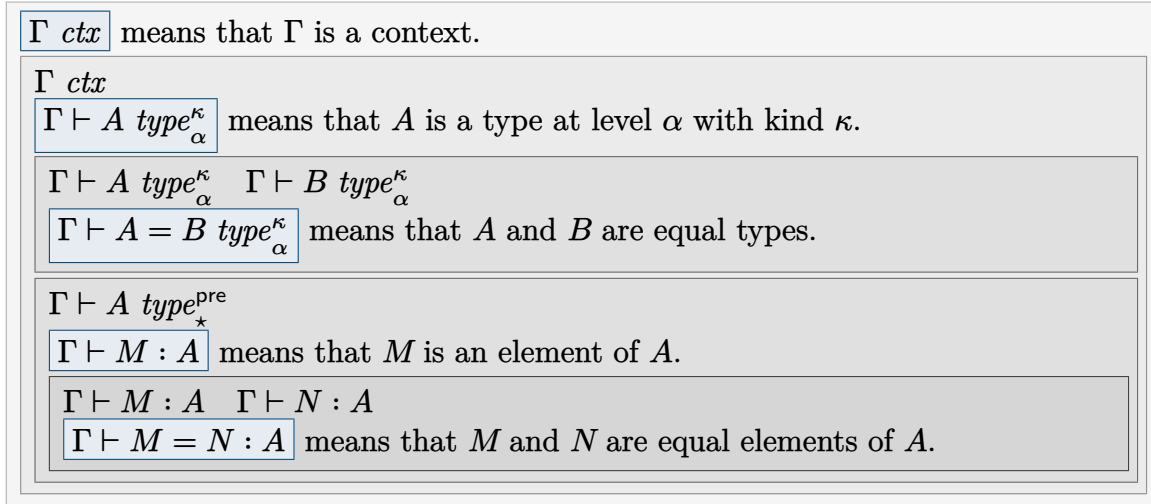 Γ ctx means that Γ is a context.
Γ ctx
Γ ⊢ A type^κ_α means that A is a type at level α with kind κ.
Γ ⊢ A type^κ_α Γ ⊢ B type^κ_α
Γ ⊢ A = B type^κ_α means that A and B are equal types.
Γ ⊢ A type^pre_⋆
Γ ⊢ M : A means that M is an element of A.
Γ ⊢ M : A Γ ⊢ N : A
Γ ⊢ M = N : A means that M and N are equal elements of A.